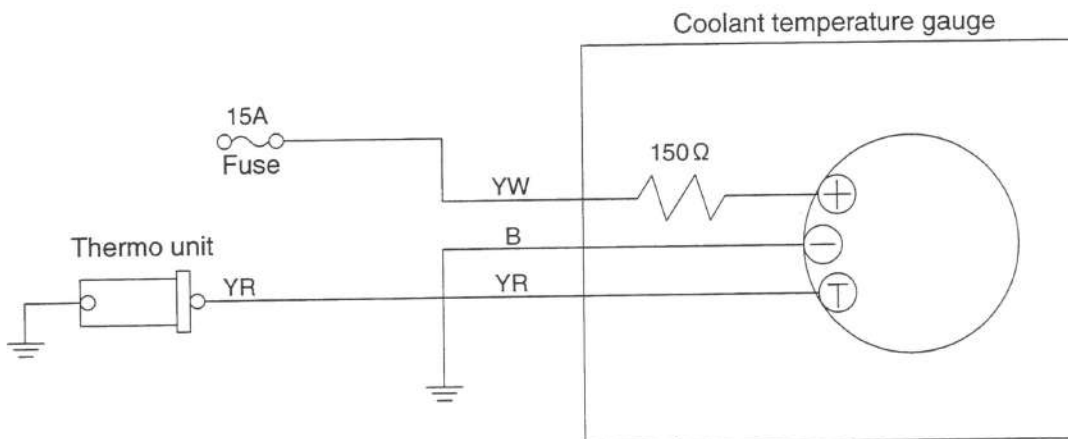 Coolant temperature gauge
15A
Fuse
150Ω
YW
+
B
−
Thermo unit
YR
YR
T